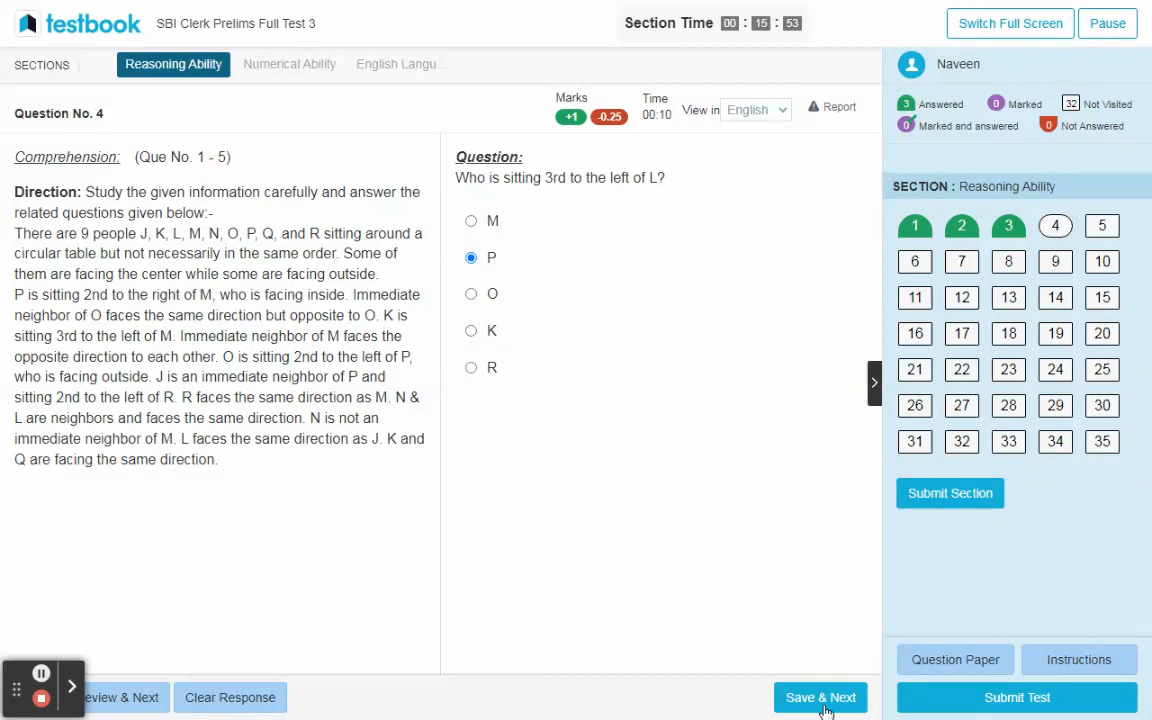 testbook SBI Clerk Prelims Full Test 3 Section Time 00 : 15 : 53 Switch Full Screen Pause
SECTIONS Reasoning Ability Numerical Ability English Langu... Naveen
Question No. 4 Marks +1 -0.25 Time 00:10 View in English Report
3 Answered 0 Marked 32 Not Visited
0 Marked and answered 0 Not Answered
Comprehension: (Que No. 1 - 5)
Direction: Study the given information carefully and answer the
related questions given below:-
There are 9 people J, K, L, M, N, O, P, Q, and R sitting around a
circular table but not necessarily in the same order. Some of
them are facing the center while some are facing outside.
P is sitting 2nd to the right of M, who is facing inside. Immediate
neighbor of O faces the same direction but opposite to O. K is
sitting 3rd to the left of M. Immediate neighbor of M faces the
opposite direction to each other. O is sitting 2nd to the left of P,
who is facing outside. J is an immediate neighbor of P and
sitting 2nd to the left of R. R faces the same direction as M. N &
L are neighbors and faces the same direction. N is not an
immediate neighbor of M. L faces the same direction as J. K and
Q are facing the same direction.
Question:
Who is sitting 3rd to the left of L?
M
P
O
K
R
SECTION : Reasoning Ability
1 2 3 4 5
6 7 8 9 10
11 12 13 14 15
16 17 18 19 20
21 22 23 24 25
26 27 28 29 30
31 32 33 34 35
Submit Section
Question Paper Instructions
eview & Next Clear Response Save & Next Submit Test